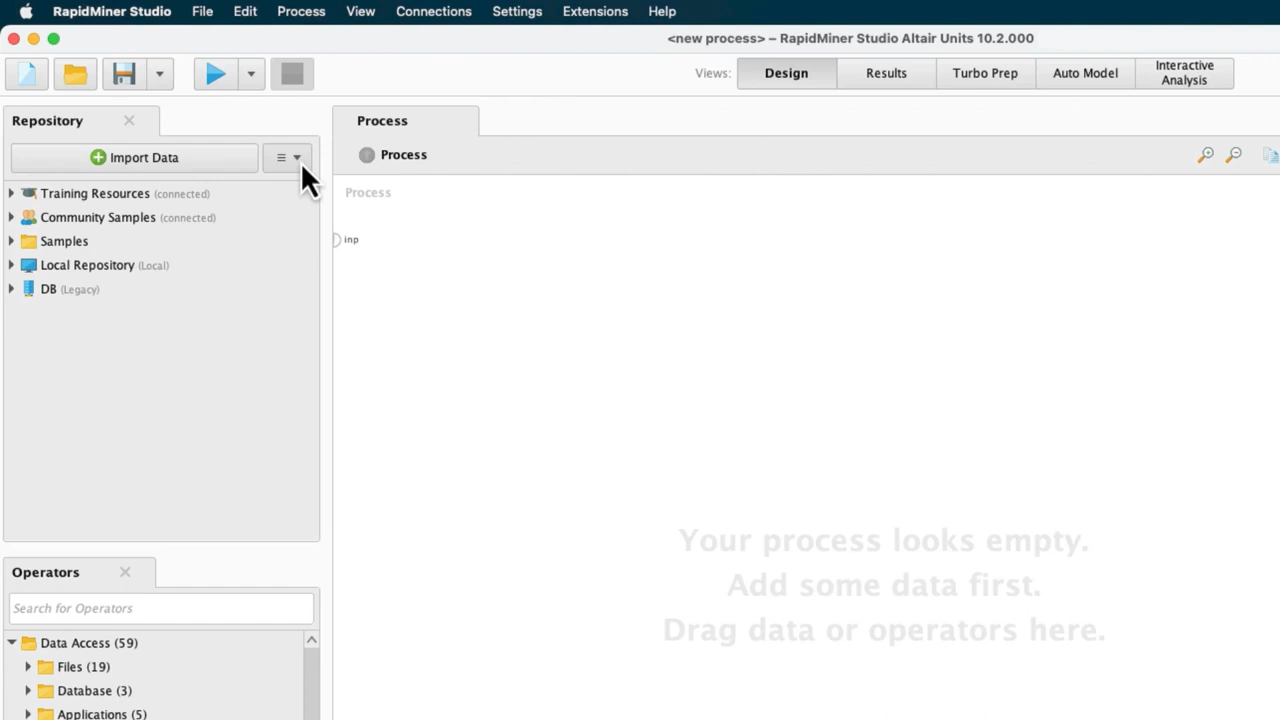 RapidMiner Studio File Edit Process View Connections Settings Extensions Help
<new process> – RapidMiner Studio Altair Units 10.2.000
Views: Design Results Turbo Prep Auto Model Interactive Analysis
Repository
Import Data
Training Resources (connected)
Community Samples (connected)
Samples
Local Repository (Local)
DB (Legacy)
Operators
Search for Operators
Data Access (59)
Files (19)
Database (3)
Applications (5)
Process
Process
Process
inp
Your process looks empty.
Add some data first.
Drag data or operators here.